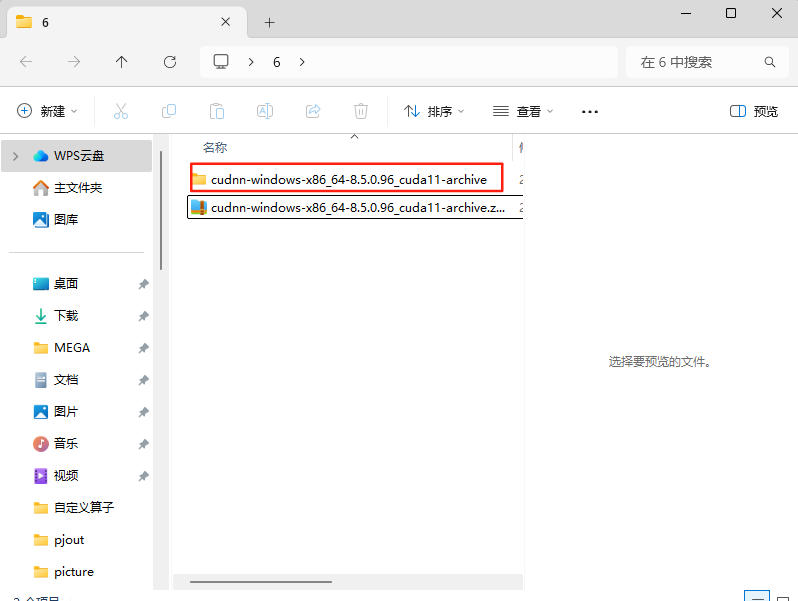 6
6
在 6 中搜索
新建
排序
查看
预览
名称
WPS云盘
主文件夹
图库
cudnn-windows-x86_64-8.5.0.96_cuda11-archive
cudnn-windows-x86_64-8.5.0.96_cuda11-archive.z...
桌面
下载
MEGA
文档
图片
音乐
视频
自定义算子
pjout
picture
选择要预览的文件。